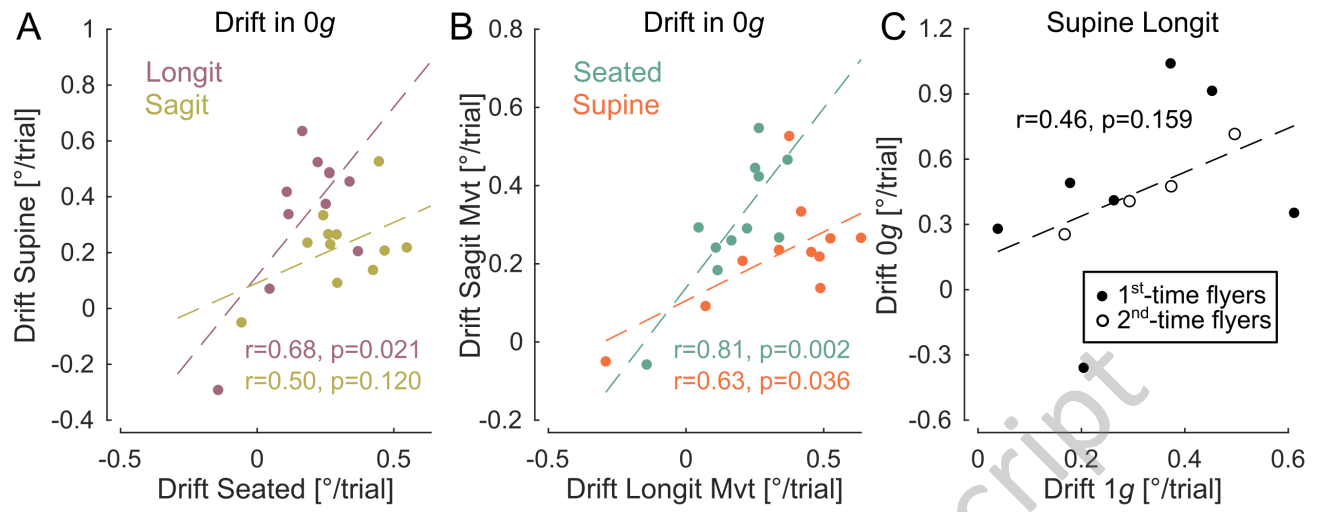 A
Drift in 0g
Longit
Sagit
r=0.68, p=0.021
r=0.50, p=0.120
Drift Supine [°/trial]
1
0.8
0.6
0.4
0.2
0
-0.2
-0.4
-0.5
0
0.5
Drift Seated [°/trial]
B
Drift in 0g
Seated
Supine
r=0.81, p=0.002
r=0.63, p=0.036
Drift Sagit Mvt [°/trial]
0.8
0.6
0.4
0.2
0
-0.2
-0.5
0
0.5
Drift Longit Mvt [°/trial]
C
Supine Longit
r=0.46, p=0.159
1st-time flyers
2nd-time flyers
Drift 0g [°/trial]
1.2
0.9
0.6
0.3
0
-0.3
-0.6
0
0.2
0.4
0.6
Drift 1g [°/trial]
cript